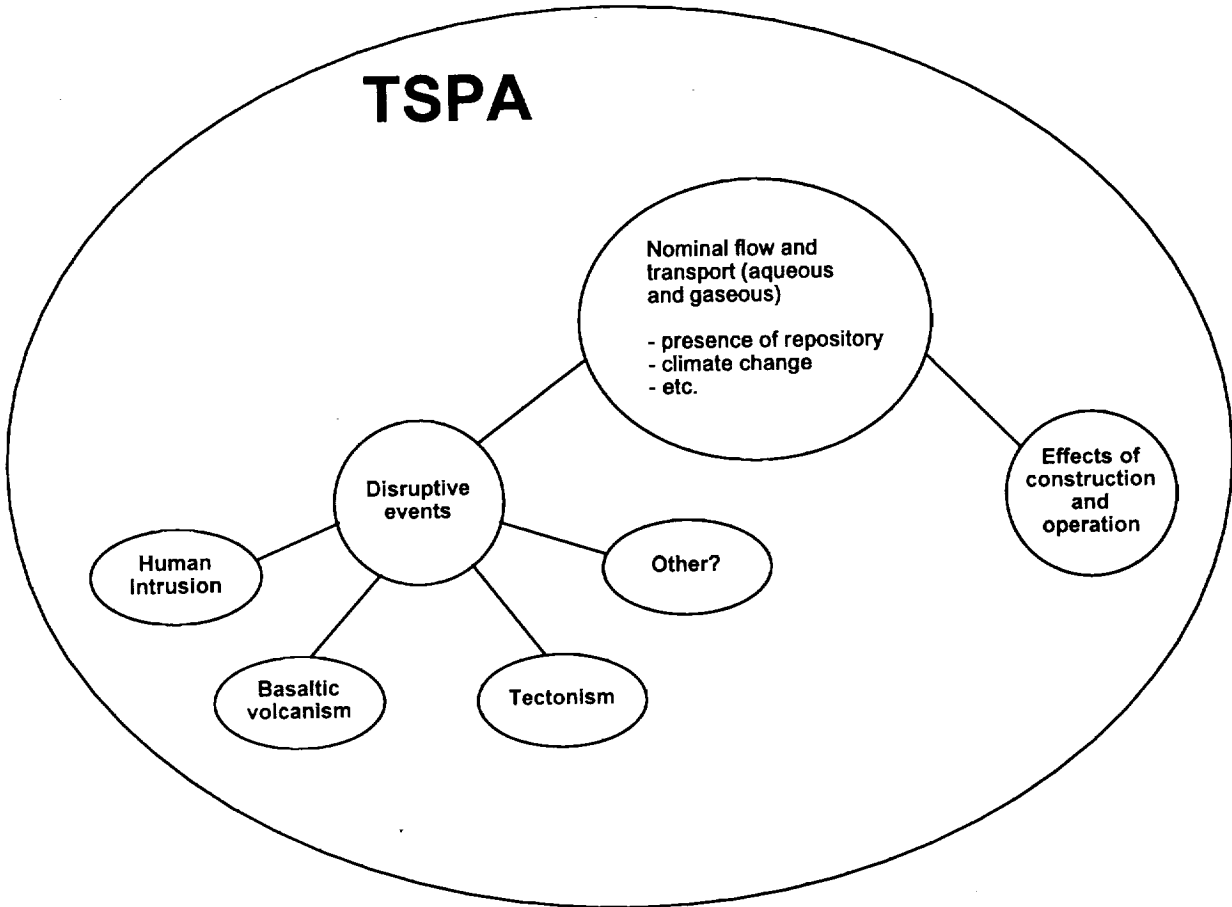 TSPA
Nominal flow and
transport (aqueous
and gaseous)
- presence of repository
- climate change
- etc.
Effects of
construction
and
operation
Disruptive
events
Human
Intrusion
Other?
Basaltic
volcanism
Tectonism